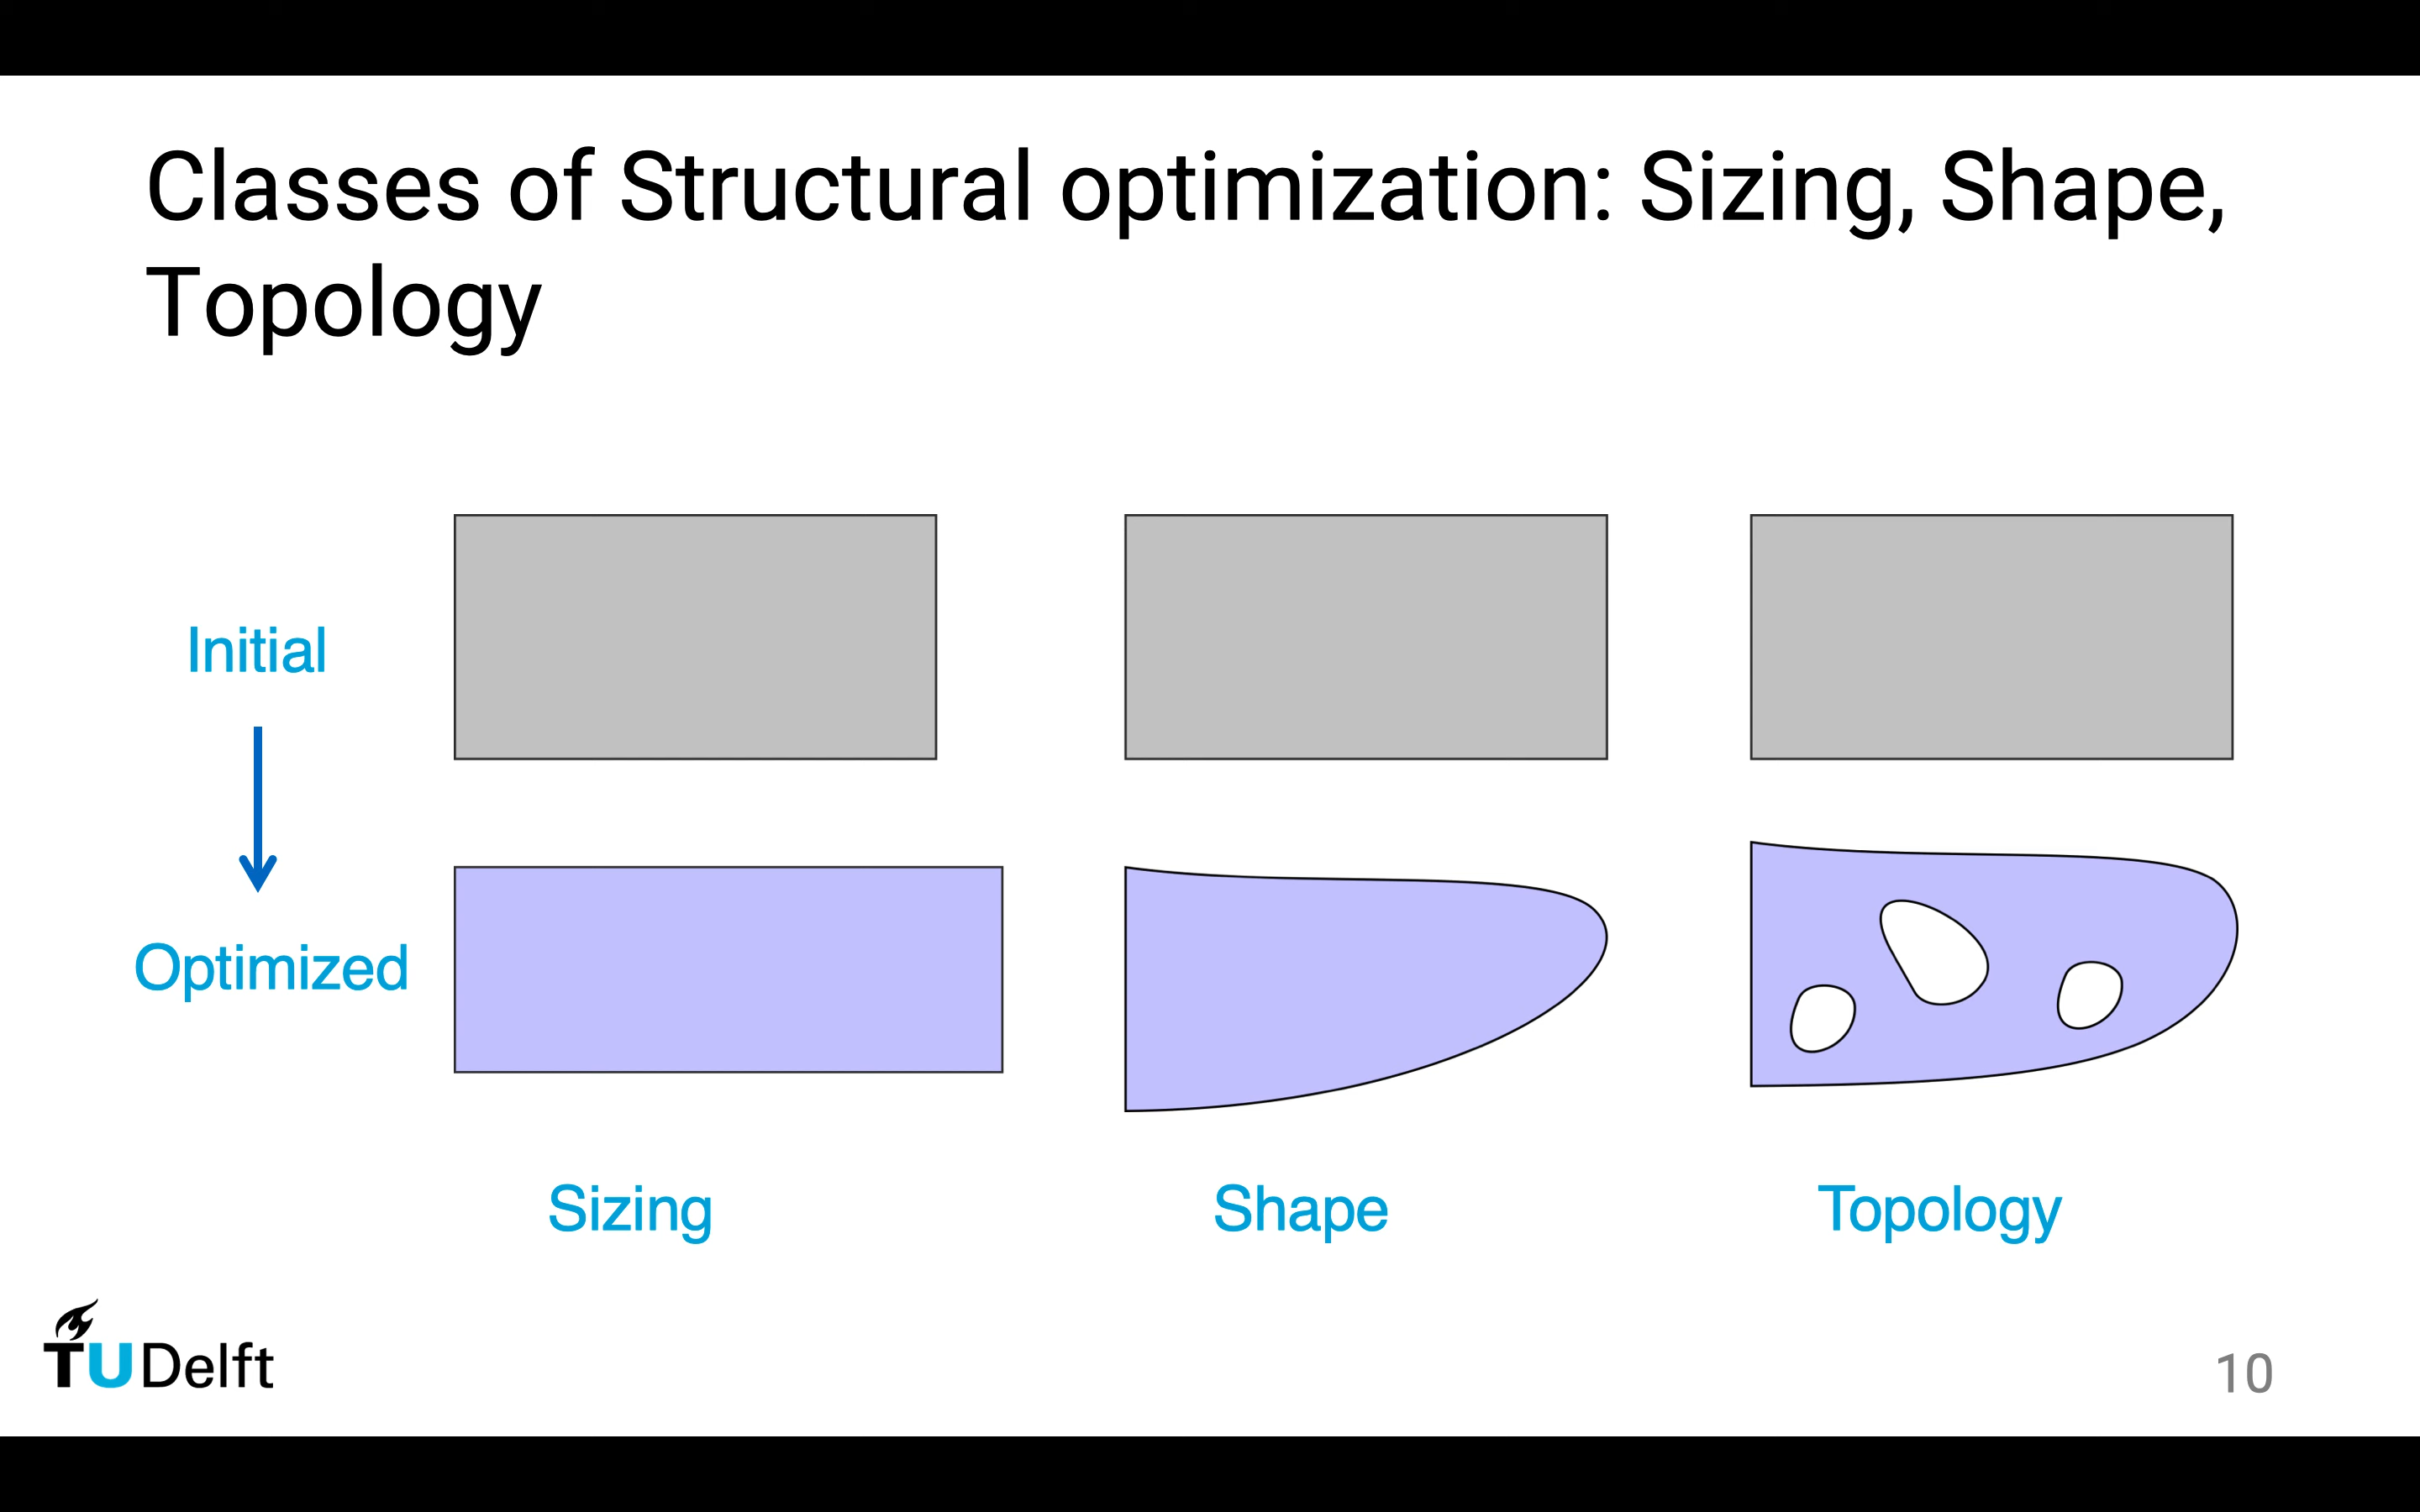 Classes of Structural optimization: Sizing, Shape,
Topology
Initial
Optimized
Sizing
Shape
Topology
TUDelft
10